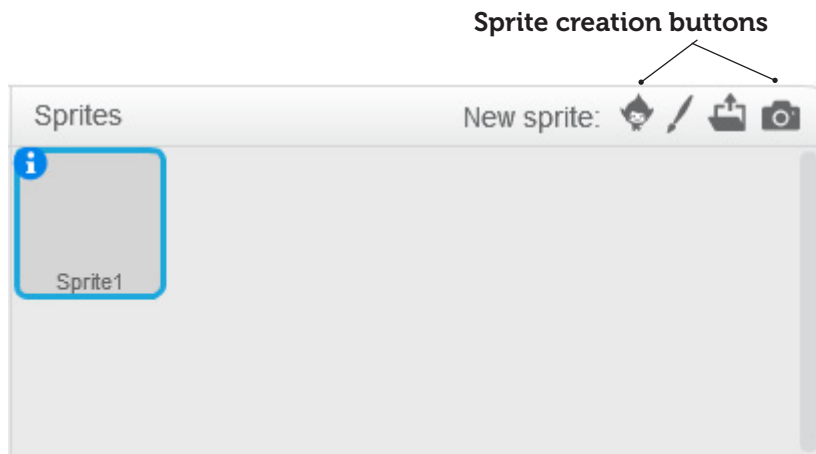 Sprite creation buttons
Sprites New sprite:
i
Sprite1